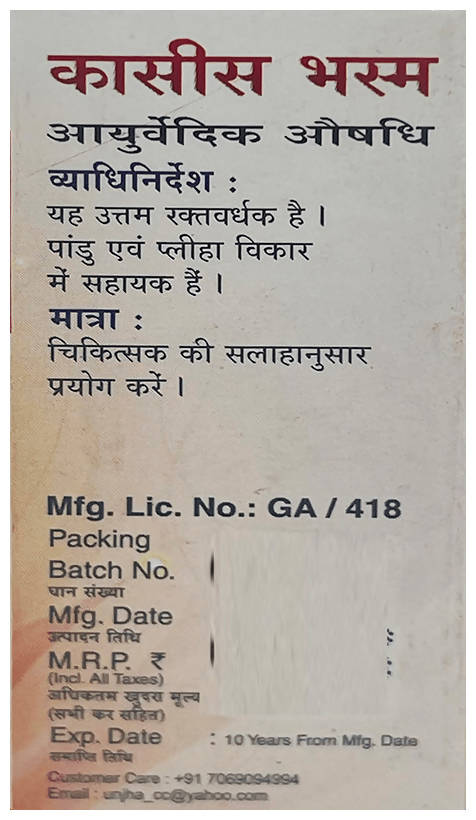 कासीस भस्म
आयुर्वेदिक औषधि
व्याधिनिर्देश :
यह उत्तम रक्तवर्धक है ।
पांडु एवं प्लीहा विकार
में सहायक हैं ।
मात्रा :
चिकित्सक की सलाहानुसार
प्रयोग करें ।
Mfg. Lic. No.: GA / 418
Packing
Batch No.
घान संख्या
Mfg. Date
उत्पादन तिथि
M.R.P. ₹
(Incl. All Taxes)
अधिकतम खुदरा मूल्य
(सभी कर सहित)
Exp. Date : 10 Years From Mfg. Date
समाप्ति तिथि
Customer Care : +91 7069094994
Email : unjha_cc@yahoo.com